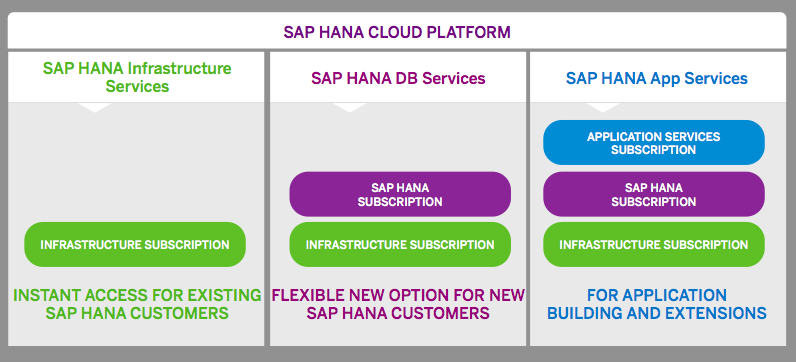 SAP HANA CLOUD PLATFORM
SAP HANA Infrastructure
Services
INFRASTRUCTURE SUBSCRIPTION
INSTANT ACCESS FOR EXISTING
SAP HANA CUSTOMERS
SAP HANA DB Services
SAP HANA
SUBSCRIPTION
INFRASTRUCTURE SUBSCRIPTION
FLEXIBLE NEW OPTION FOR NEW
SAP HANA CUSTOMERS
SAP HANA App Services
APPLICATION SERVICES
SUBSCRIPTION
SAP HANA
SUBSCRIPTION
INFRASTRUCTURE SUBSCRIPTION
FOR APPLICATION
BUILDING AND EXTENSIONS